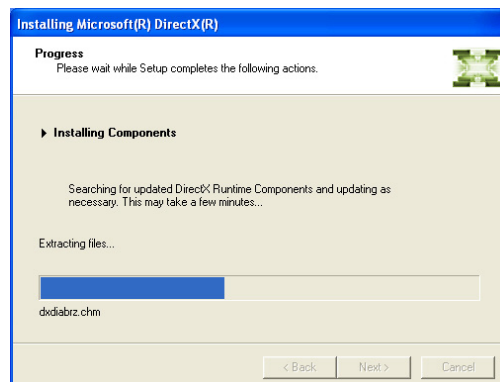 Installing Microsoft(R) DirectX(R)
Progress
Please wait while Setup completes the following actions.
Installing Components
Searching for updated DirectX Runtime Components and updating as
necessary. This may take a few minutes...
Extracting files...
dxdiabrz.chm
< Back Next > Cancel